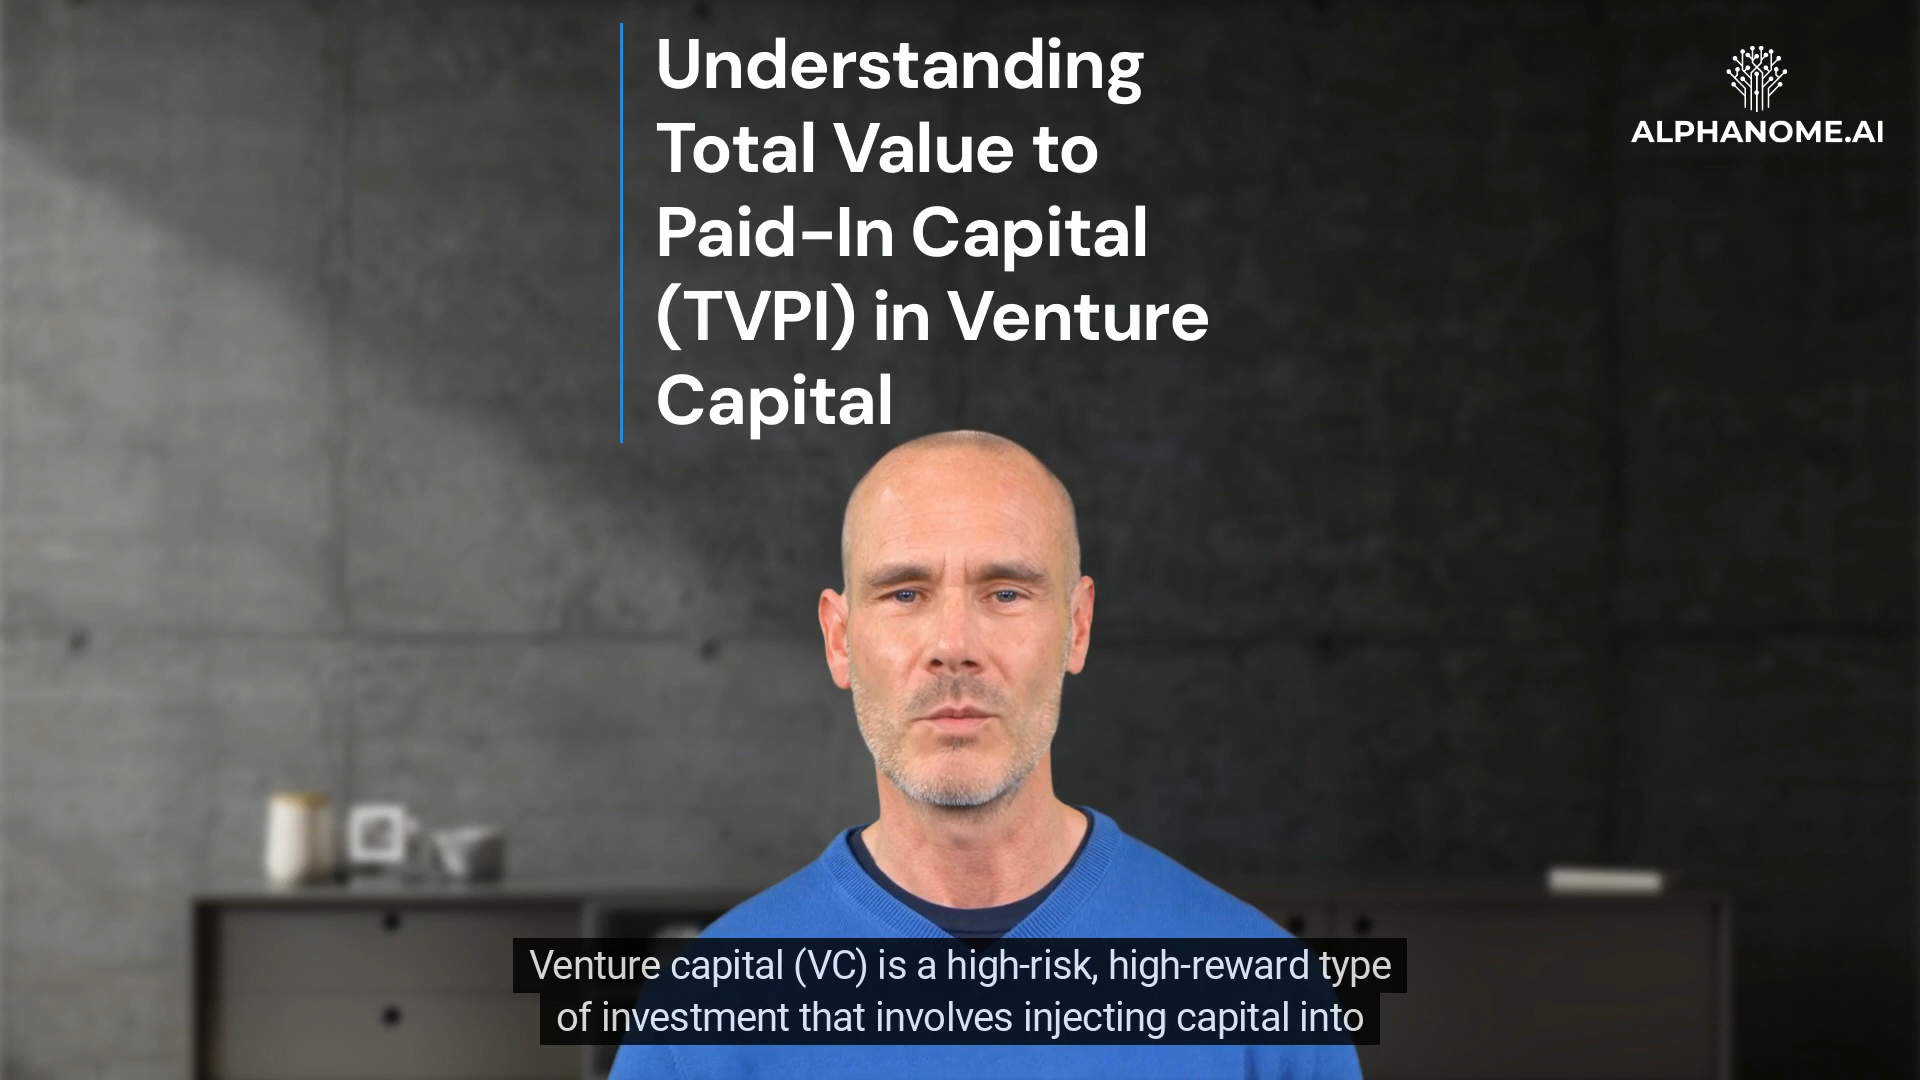 Understanding
Total Value to
Paid-In Capital
(TVPI) in Venture
Capital
ALPHANOME.AI
Venture capital (VC) is a high-risk, high-reward type
of investment that involves injecting capital into